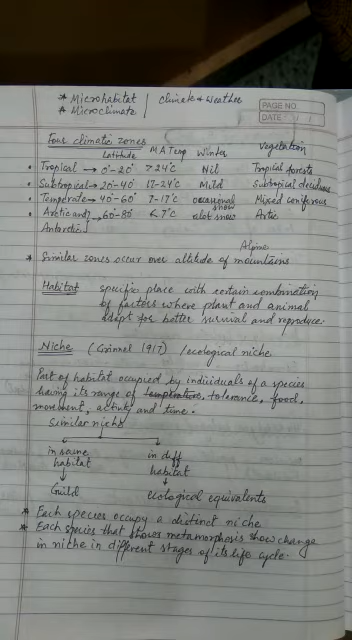 * Microhabitat | climate & weather
* Microclimate
PAGE NO.
DATE
Four climatic zones
Latitude M.A.Temp Winter Vegetation
• Tropical → 0°-20° >24°C Nil Tropical forests
• Subtropical → 20-40° 17-24°C Mild Subtropical deciduous
• Temperate → 40-60° 7-17°C occasional snow Mixed coniferous
• Arctic and Antarctic 60-80° <7°C alot snow Artic
Alpine
* Similar zones occur over altitude of mountains
Habitat specific place with certain combination
of factors where plant and animal
adapt for better survival and reproduce.
Niche (Grinnel 1917) / ecological niche
Part of habitat occupied by individuals of a species
having its range of temperature, tolerance, food,
movement, activity and time.
Similar niche
in same habitat in diff habitat
Guild ecological equivalents
* Each species occupy a distinct niche
* Each species that shows metamorphosis show change
in niche in different stages of its life cycle.